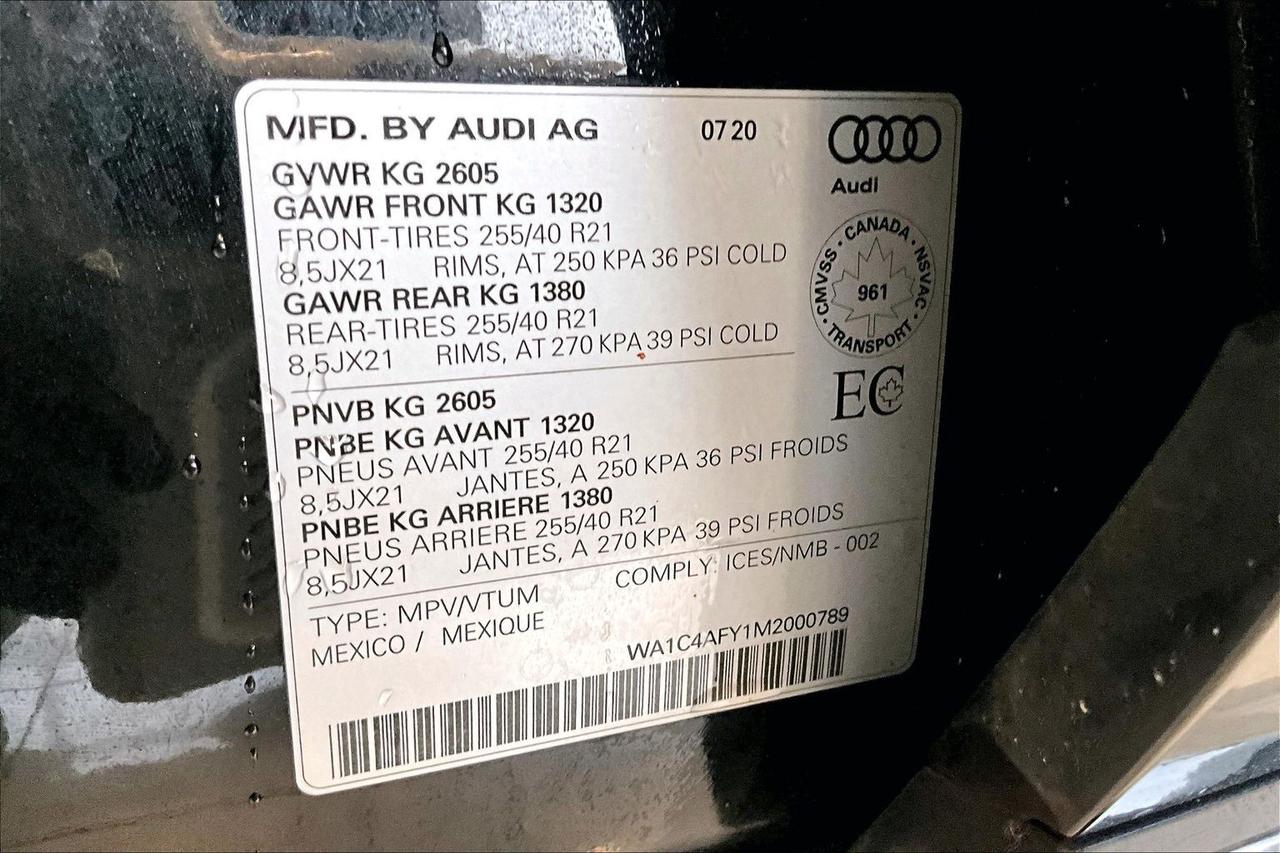 MFD. BY AUDI AG 07 20
Audi
GVWR KG 2605
GAWR FRONT KG 1320
FRONT-TIRES 255/40 R21
8,5JX21 RIMS, AT 250 KPA 36 PSI COLD
GAWR REAR KG 1380
REAR-TIRES 255/40 R21
8,5JX21 RIMS, AT 270 KPA 39 PSI COLD
CMVSS · CANADA · NSVAC · TRANSPORT ·
961
EC
PNVB KG 2605
PNBE KG AVANT 1320
PNEUS AVANT 255/40 R21
8,5JX21 JANTES, A 250 KPA 36 PSI FROIDS
PNBE KG ARRIERE 1380
PNEUS ARRIERE 255/40 R21
8,5JX21 JANTES, A 270 KPA 39 PSI FROIDS
TYPE: MPV/VTUM COMPLY: ICES/NMB - 002
MEXICO / MEXIQUE
WA1C4AFY1M2000789